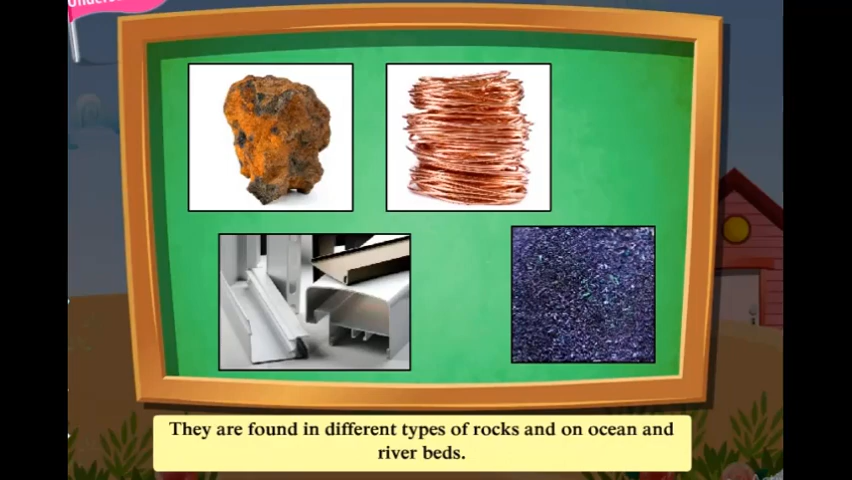 They are found in different types of rocks and on ocean and
river beds.